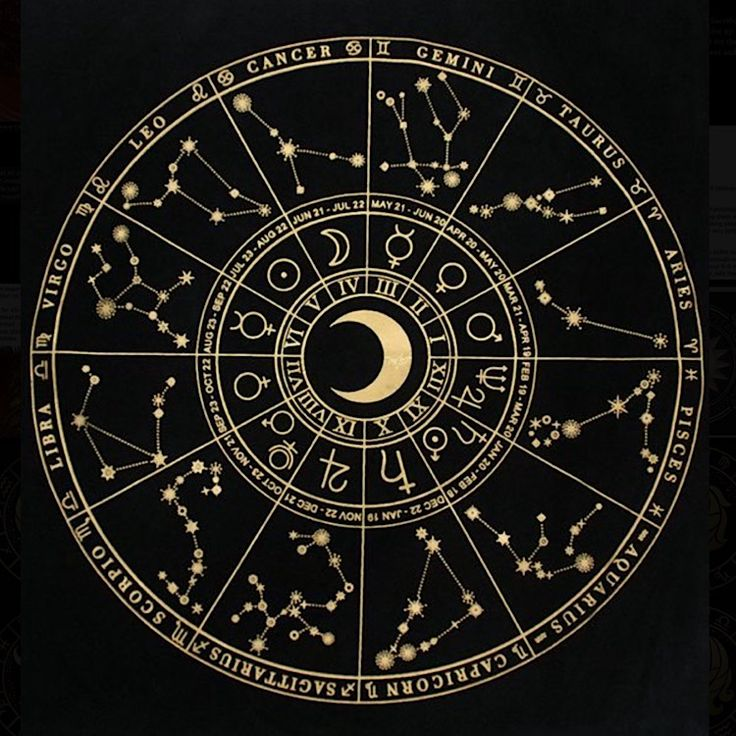 CANCER
GEMINI
TAURUS
ARIES
PISCES
AQUARIUS
CAPRICORN
SAGITTARIUS
SCORPIO
LIBRA
VIRGO
LEO
JUN 21 - JUL 22
MAY 21 - JUN 20
APR 20 - MAY 20
MAR 21 - APR 19
FEB 19 - MAR 20
JAN 20 - FEB 18
DEC 22 - JAN 19
NOV 22 - DEC 21
OCT 23 - NOV 21
SEP 23 - OCT 22
AUG 23 - SEP 22
JUL 23 - AUG 22
IV
III
II
I
XII
XI
X
IX
VIII
VII
VI
V